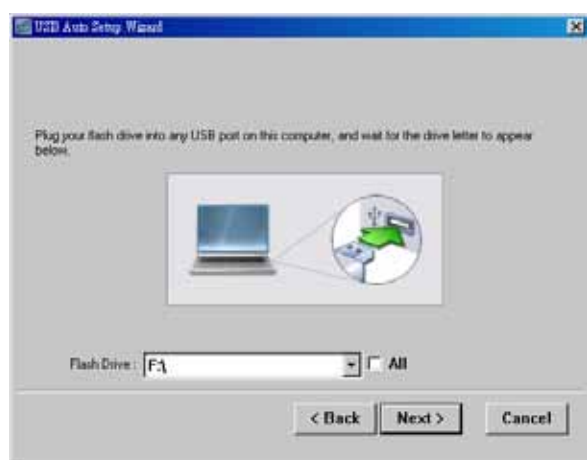 USB Auto Setup Wizard
Plug your flash drive into any USB port on this computer, and wait for the drive letter to appear
below.
Flash Drive : F:\ All
< Back Next > Cancel